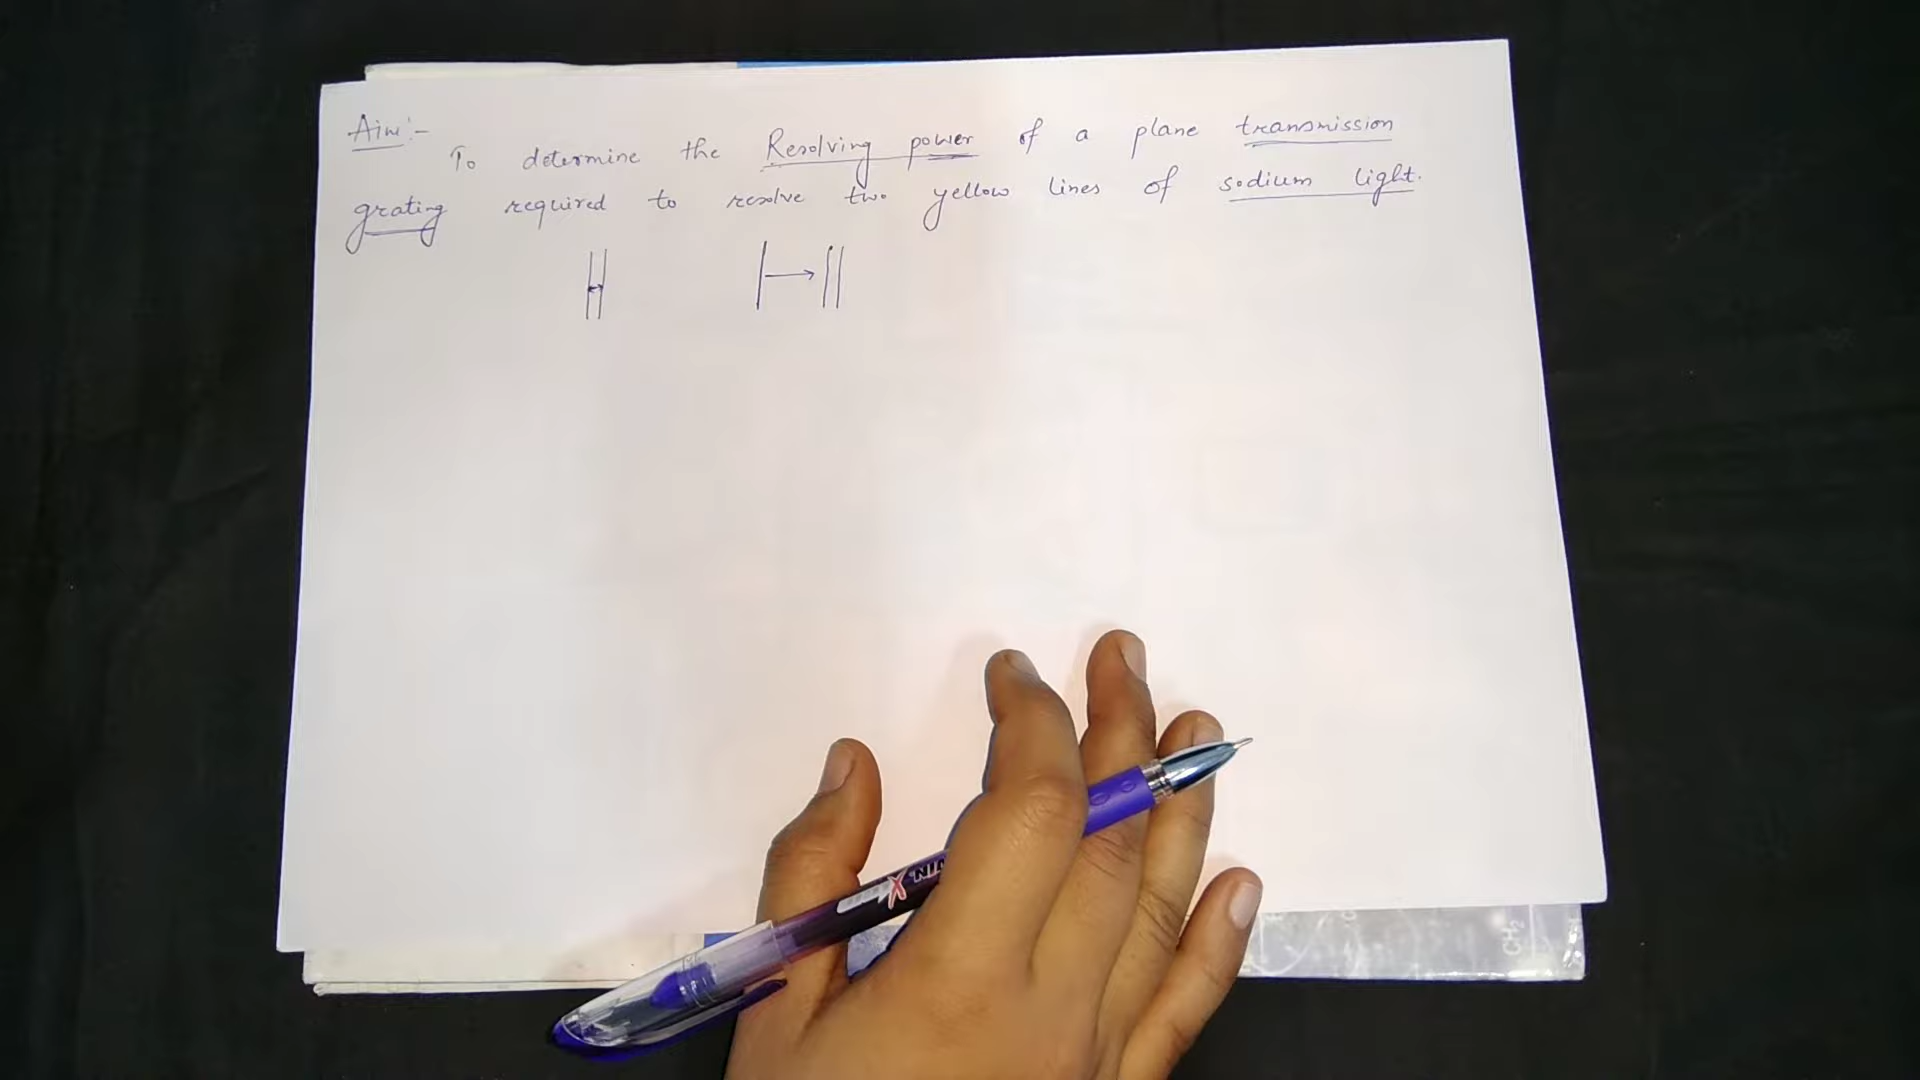 Aim:-
To determine the Resolving power of a plane transmission
grating required to resolve two yellow lines of sodium light.
CH₂